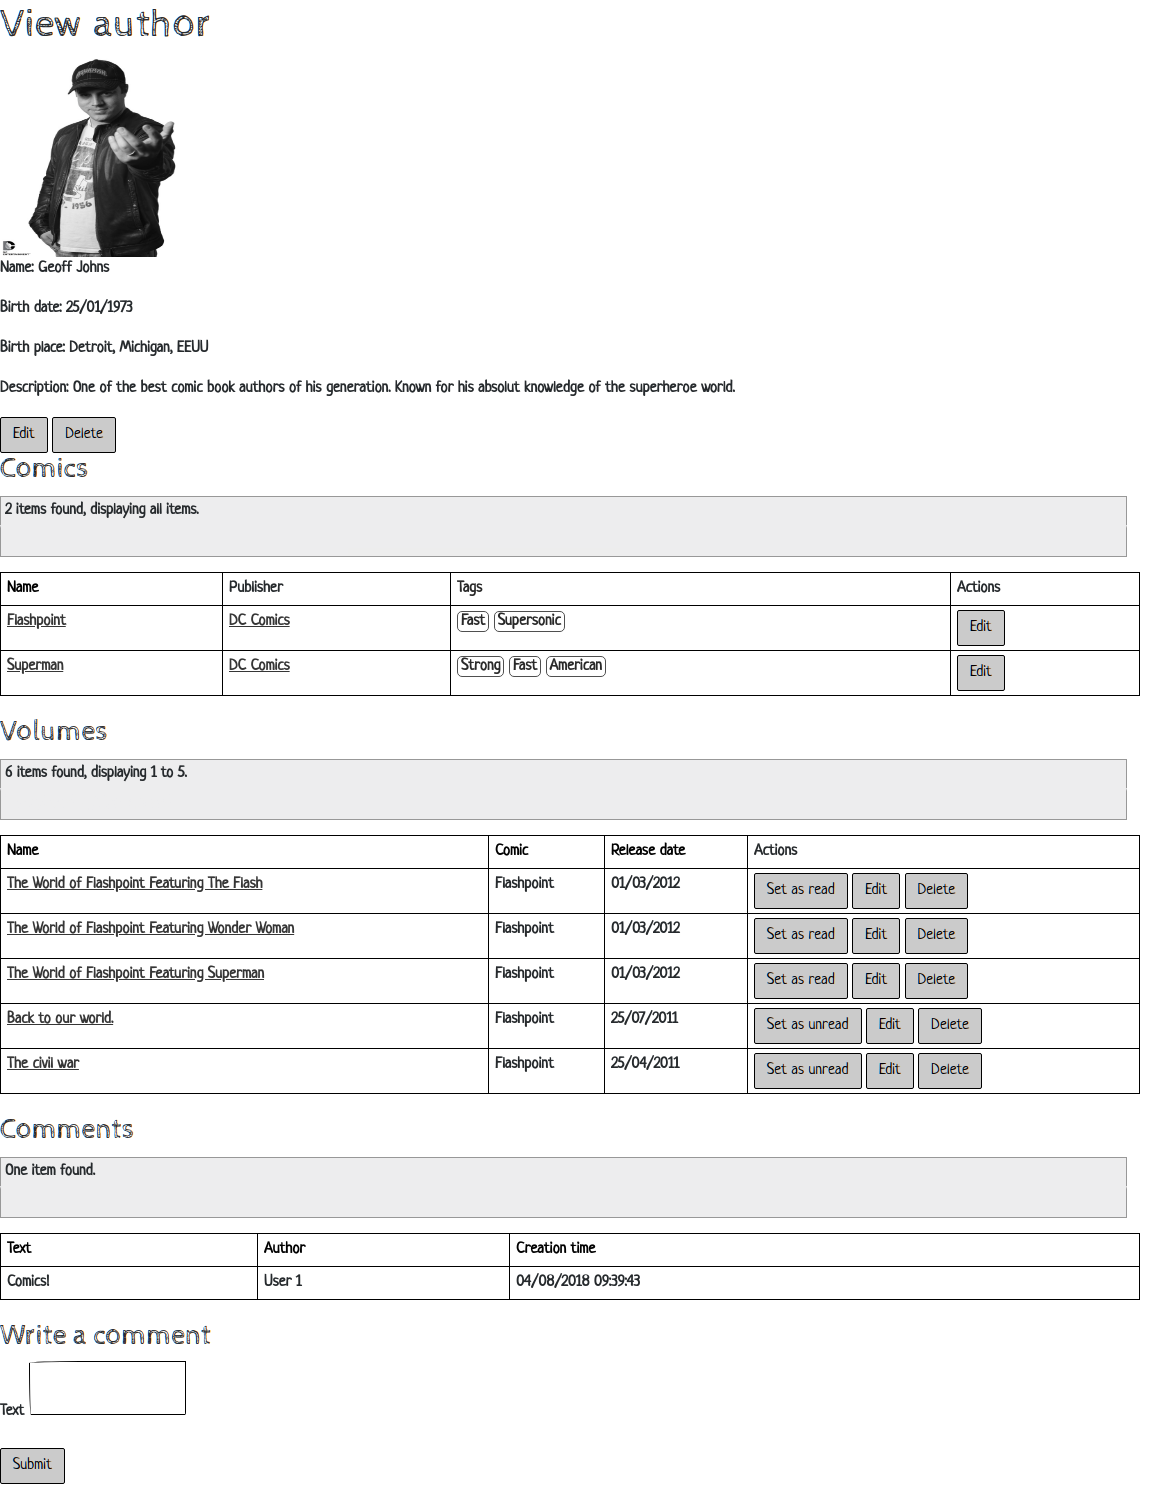 View author
1956
Name: Geoff Johns
Birth date: 25/01/1973
Birth place: Detroit, Michigan, EEUU
Description: One of the best comic book authors of his generation. Known for his absolut knowledge of the superheroe world.
Edit Delete
Comics
2 items found, displaying all items.
Name Publisher Tags Actions
Flashpoint DC Comics Fast Supersonic Edit
Superman DC Comics Strong Fast American Edit
Volumes
6 items found, displaying 1 to 5.
Name Comic Release date Actions
The World of Flashpoint Featuring The Flash Flashpoint 01/03/2012 Set as read Edit Delete
The World of Flashpoint Featuring Wonder Woman Flashpoint 01/03/2012 Set as read Edit Delete
The World of Flashpoint Featuring Superman Flashpoint 01/03/2012 Set as read Edit Delete
Back to our world. Flashpoint 25/07/2011 Set as unread Edit Delete
The civil war Flashpoint 25/04/2011 Set as unread Edit Delete
Comments
One item found.
Text Author Creation time
Comics! User 1 04/08/2018 09:39:43
Write a comment
Text
Submit